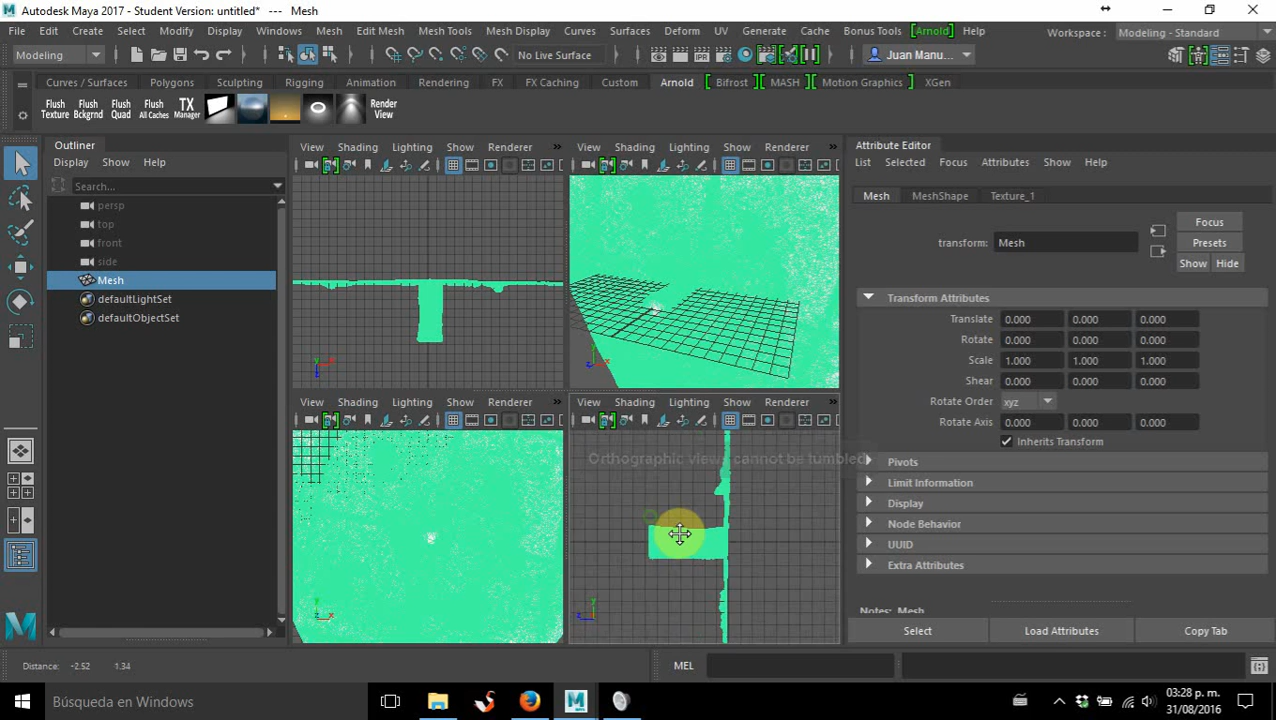 Autodesk Maya 2017 - Student Version: untitled* --- Mesh
File Edit Create Select Modify Display Windows Mesh Edit Mesh Mesh Tools Mesh Display Curves Surfaces Deform UV Generate Cache Bonus Tools [Arnold] Help Workspace : Modeling - Standard
Modeling No Live Surface Juan Manu...
Curves / Surfaces Polygons Sculpting Rigging Animation Rendering FX FX Caching Custom Arnold Bifrost MASH Motion Graphics XGen
Flush Texture
Flush Bckgrnd
Flush Quad
Flush All Caches
TX Manager
Render View
Outliner
Display Show Help
Search...
persp
top
front
side
Mesh
defaultLightSet
defaultObjectSet
View Shading Lighting Show Renderer
View Shading Lighting Show Renderer
y x z
y z x
View Shading Lighting Show Renderer
View Shading Lighting Show Renderer
Orthographic views cannot be tumbled
y z x
y z
Attribute Editor
List Selected Focus Attributes Show Help
Mesh MeshShape Texture_1
transform: Mesh
Focus
Presets
Show Hide
Transform Attributes
Translate 0.000 0.000 0.000
Rotate 0.000 0.000 0.000
Scale 1.000 1.000 1.000
Shear 0.000 0.000 0.000
Rotate Order xyz
Rotate Axis 0.000 0.000 0.000
Inherits Transform
Pivots
Limit Information
Display
Node Behavior
UUID
Extra Attributes
Notes: Mesh
Select Load Attributes Copy Tab
Distance: -2.52 1.34
MEL
Búsqueda en Windows
03:28 p. m.
31/08/2016